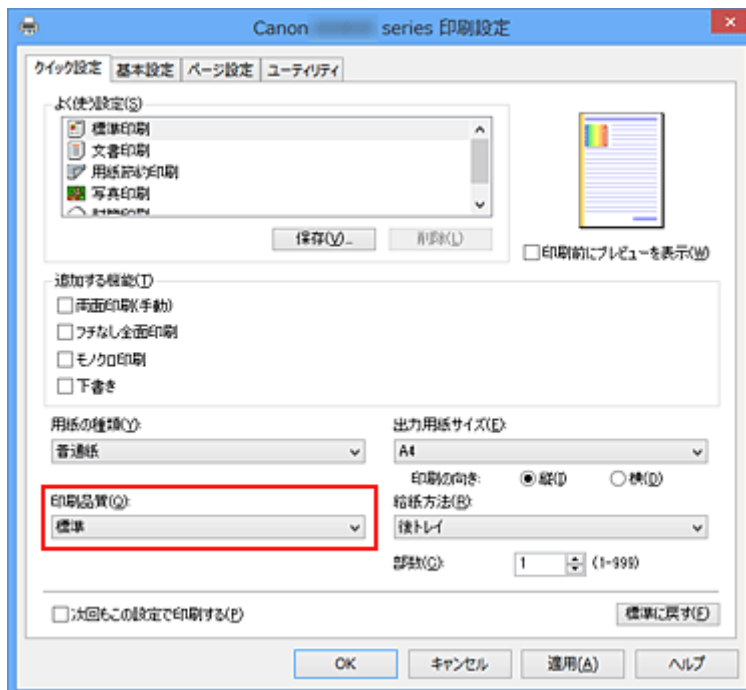 Canon series 印刷設定
クイック設定 基本設定 ページ設定 ユーティリティ
よく使う設定(S)
標準印刷
文書印刷
用紙節約印刷
写真印刷
保存(V)... 削除(L)
印刷前にプレビューを表示(W)
追加する機能(T)
両面印刷(手動)
フチなし全面印刷
モノクロ印刷
下書き
用紙の種類(Y): 出力用紙サイズ(E):
普通紙 A4
印刷の向き: 縦(I) 横(D)
印刷品質(Q): 給紙方法(R):
標準 後トレイ
部数(C): 1 (1-999)
次回もこの設定で印刷する(P) 標準に戻す(F)
OK キャンセル 適用(A) ヘルプ